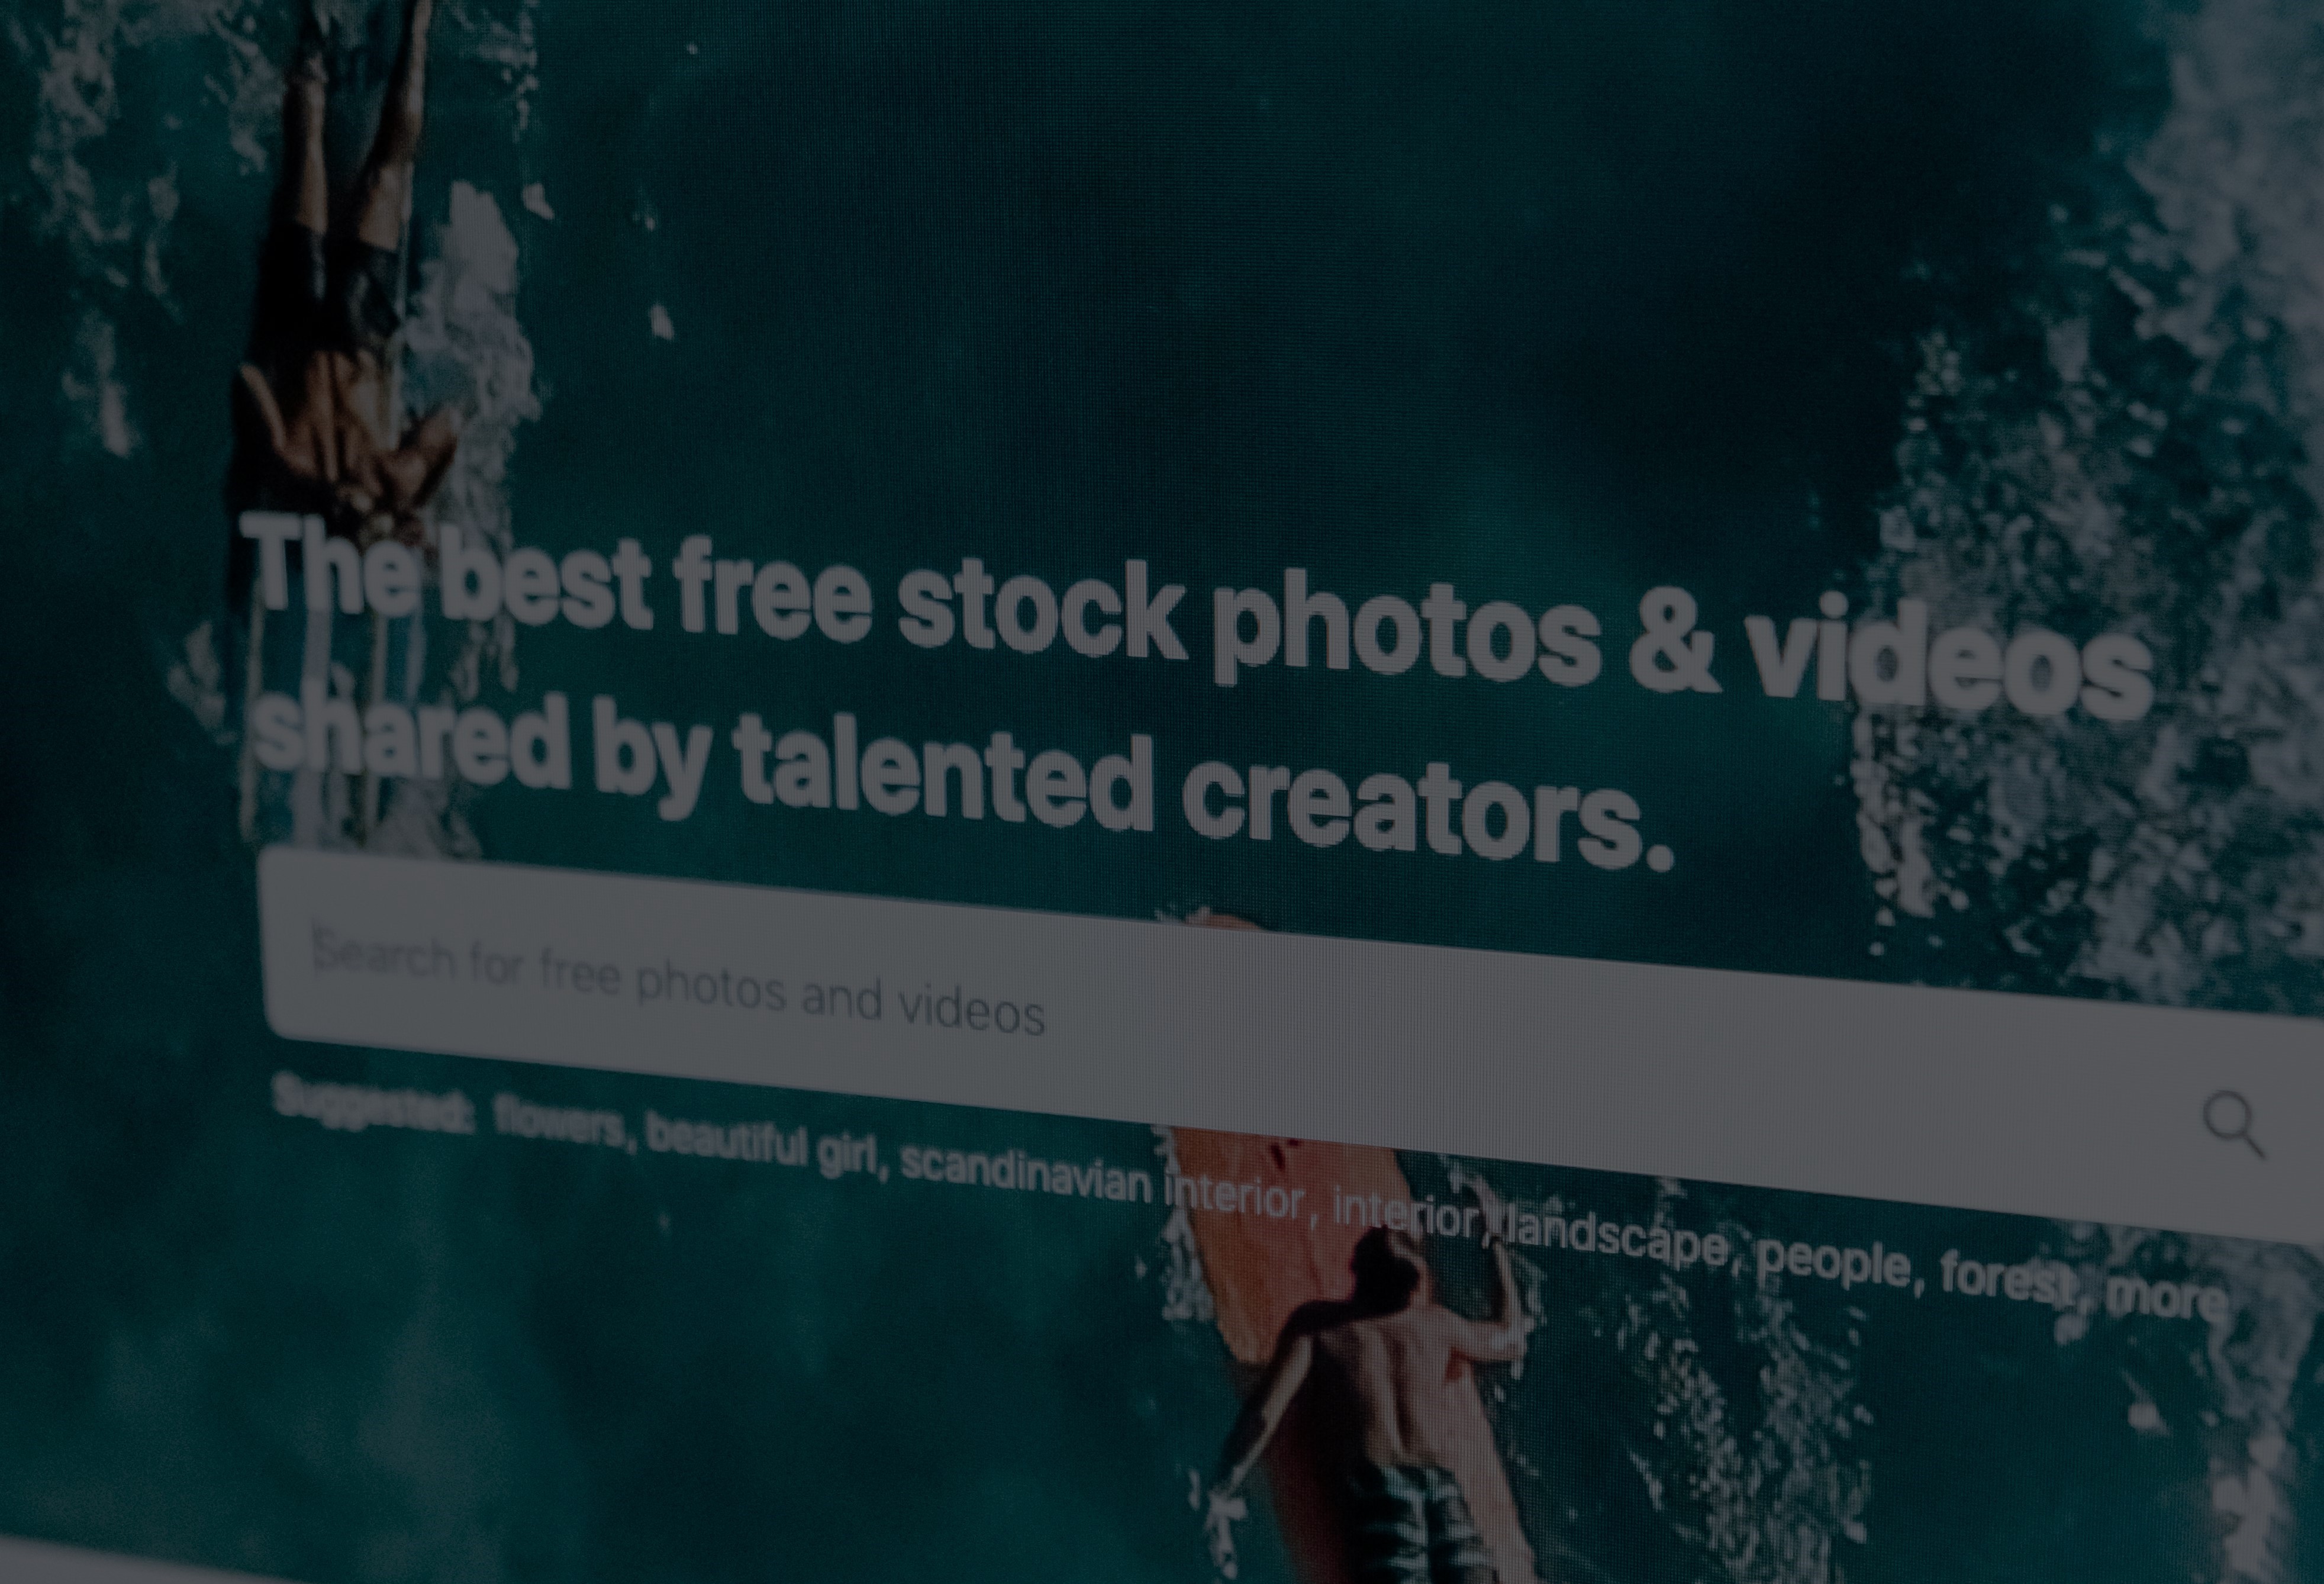 The best free stock photos & videos
shared by talented creators.
Search for free photos and videos
Suggested: flowers, beautiful girl, scandinavian interior, interior, landscape, people, forest, more